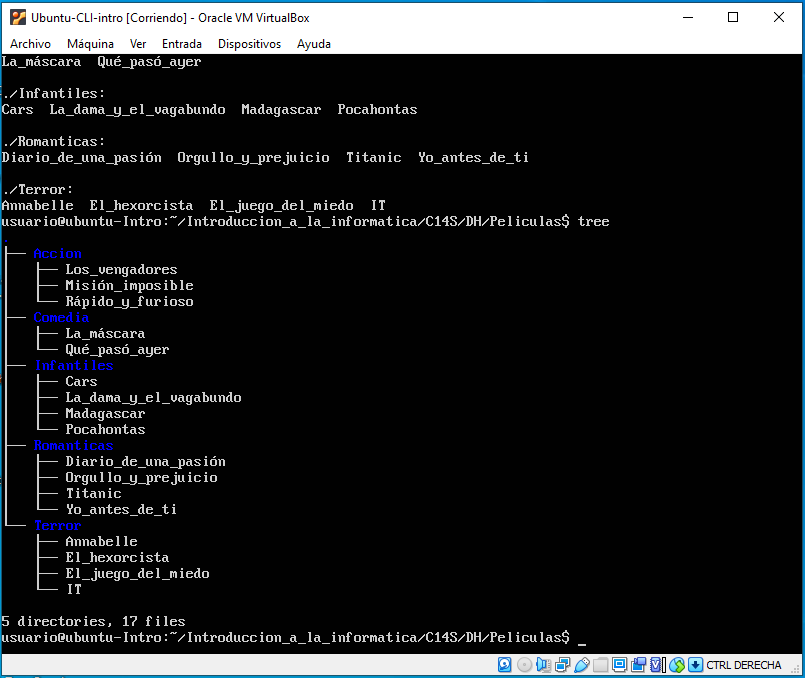 Ubuntu-CLI-intro [Corriendo] - Oracle VM VirtualBox
Archivo Máquina Ver Entrada Dispositivos Ayuda
La_máscara  Qué_pasó_ayer
./Infantiles:
Cars  La_dama_y_el_vagabundo  Madagascar  Pocahontas
./Romanticas:
Diario_de_una_pasión  Orgullo_y_prejuicio  Titanic  Yo_antes_de_ti
./Terror:
Annabelle  El_hexorcista  El_juego_del_miedo  IT
usuario@ubuntu-Intro:~/Introduccion_a_la_informatica/C14S/DH/Peliculas$ tree
.
├── Accion
│   ├── Los_vengadores
│   ├── Misión_imposible
│   └── Rápido_y_furioso
├── Comedia
│   ├── La_máscara
│   └── Qué_pasó_ayer
├── Infantiles
│   ├── Cars
│   ├── La_dama_y_el_vagabundo
│   ├── Madagascar
│   └── Pocahontas
├── Romanticas
│   ├── Diario_de_una_pasión
│   ├── Orgullo_y_prejuicio
│   ├── Titanic
│   └── Yo_antes_de_ti
└── Terror
    ├── Annabelle
    ├── El_hexorcista
    ├── El_juego_del_miedo
    └── IT
5 directories, 17 files
usuario@ubuntu-Intro:~/Introduccion_a_la_informatica/C14S/DH/Peliculas$ _
CTRL DERECHA